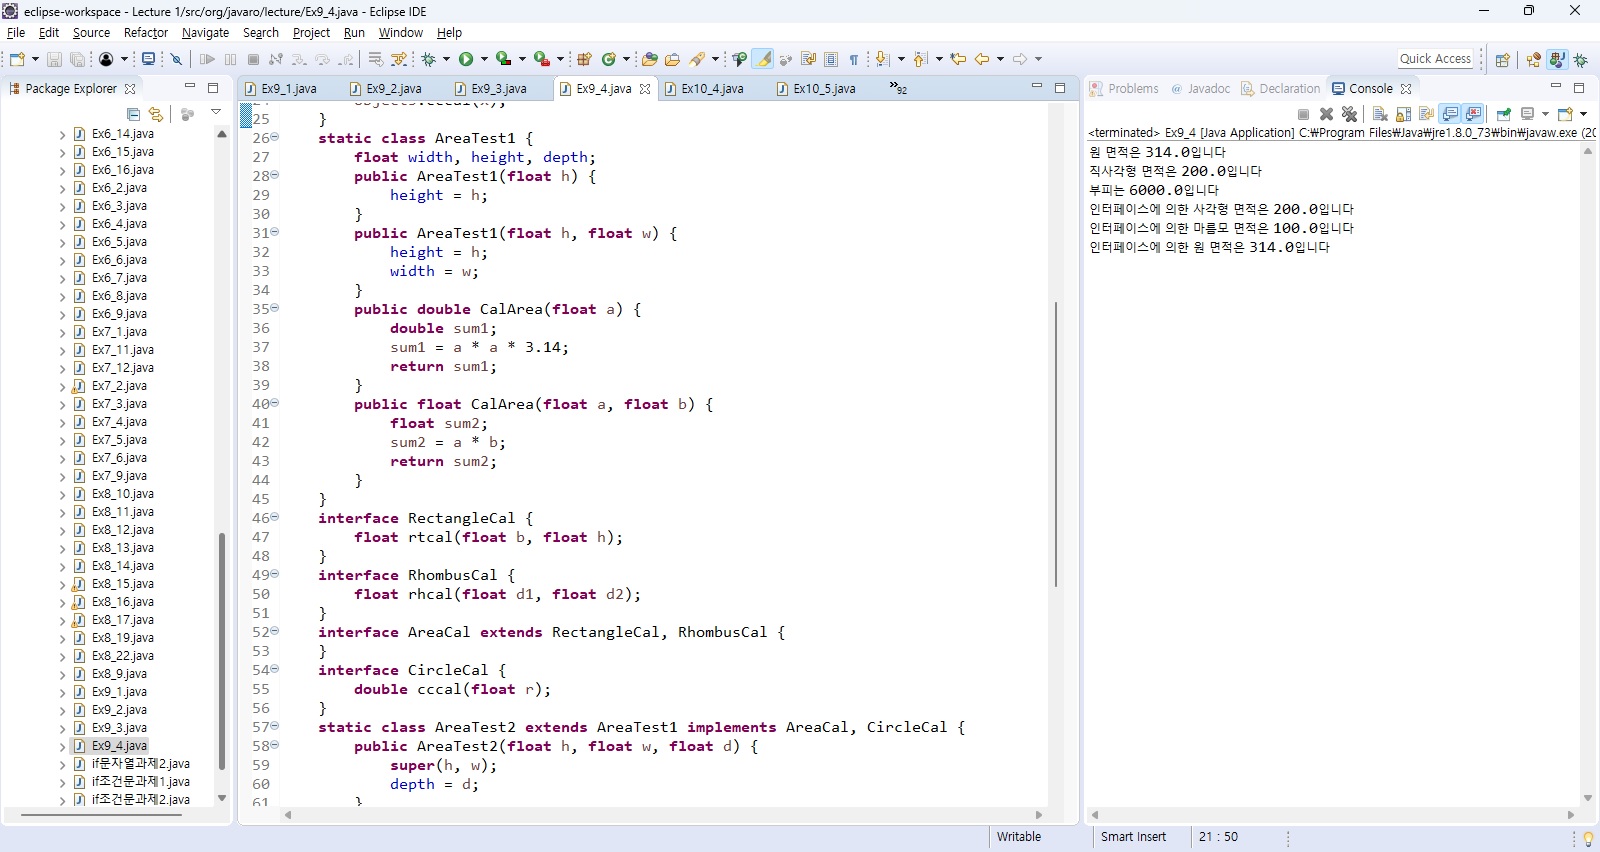 eclipse-workspace - Lecture 1/src/org/javaro/lecture/Ex9_4.java - Eclipse IDE
File Edit Source Refactor Navigate Search Project Run Window Help
Quick Access
Package Explorer
Ex6_14.java
Ex6_15.java
Ex6_16.java
Ex6_2.java
Ex6_3.java
Ex6_4.java
Ex6_5.java
Ex6_6.java
Ex6_7.java
Ex6_8.java
Ex6_9.java
Ex7_1.java
Ex7_11.java
Ex7_12.java
Ex7_2.java
Ex7_3.java
Ex7_4.java
Ex7_5.java
Ex7_6.java
Ex7_9.java
Ex8_10.java
Ex8_11.java
Ex8_12.java
Ex8_13.java
Ex8_14.java
Ex8_15.java
Ex8_16.java
Ex8_17.java
Ex8_19.java
Ex8_22.java
Ex8_9.java
Ex9_1.java
Ex9_2.java
Ex9_3.java
Ex9_4.java
if문자열과제2.java
if조건문과제1.java
if조건문과제2.java
Ex9_1.java Ex9_2.java Ex9_3.java Ex9_4.java Ex10_4.java Ex10_5.java »92
25 }
26 static class AreaTest1 {
27 float width, height, depth;
28 public AreaTest1(float h) {
29 height = h;
30 }
31 public AreaTest1(float h, float w) {
32 height = h;
33 width = w;
34 }
35 public double CalArea(float a) {
36 double sum1;
37 sum1 = a * a * 3.14;
38 return sum1;
39 }
40 public float CalArea(float a, float b) {
41 float sum2;
42 sum2 = a * b;
43 return sum2;
44 }
45 }
46 interface RectangleCal {
47 float rtcal(float b, float h);
48 }
49 interface RhombusCal {
50 float rhcal(float d1, float d2);
51 }
52 interface AreaCal extends RectangleCal, RhombusCal {
53 }
54 interface CircleCal {
55 double cccal(float r);
56 }
57 static class AreaTest2 extends AreaTest1 implements AreaCal, CircleCal {
58 public AreaTest2(float h, float w, float d) {
59 super(h, w);
60 depth = d;
61 }
Problems Javadoc Declaration Console
<terminated> Ex9_4 [Java Application] C:₩Program Files₩Java₩jre1.8.0_73₩bin₩javaw.exe (20
원 면적은 314.0입니다
직사각형 면적은 200.0입니다
부피는 6000.0입니다
인터페이스에 의한 사각형 면적은 200.0입니다
인터페이스에 의한 마름모 면적은 100.0입니다
인터페이스에 의한 원 면적은 314.0입니다
Writable Smart Insert 21 : 50